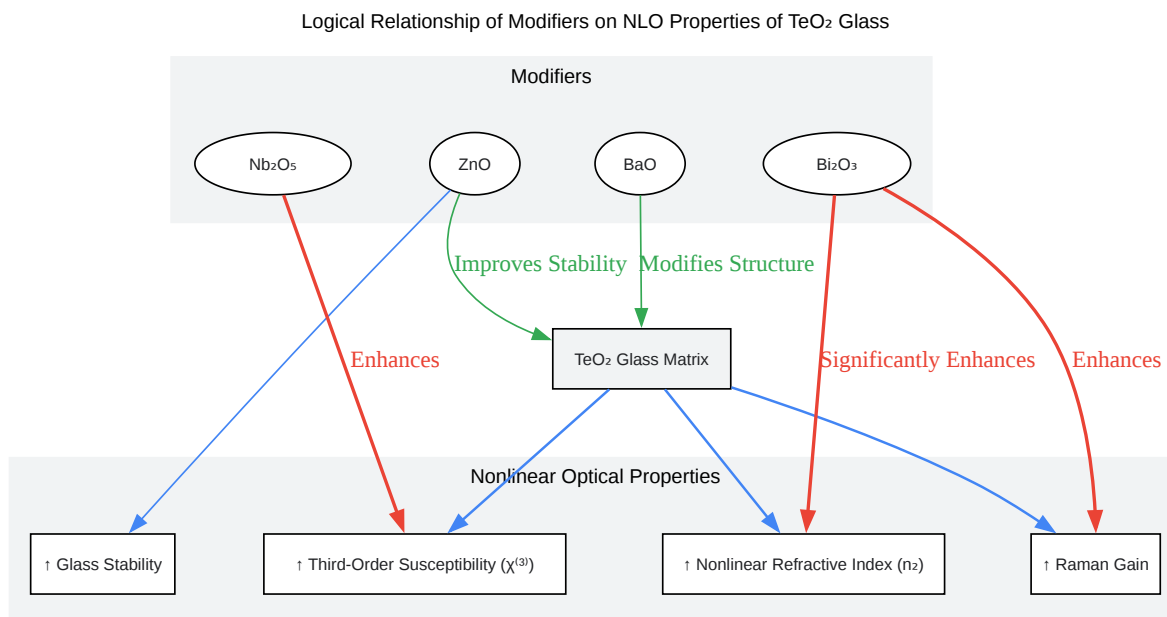 Logical Relationship of Modifiers on NLO Properties of TeO₂ Glass
Modifiers
Nb₂O₅
ZnO
BaO
Bi₂O₃
Improves Stability
Modifies Structure
TeO₂ Glass Matrix
Enhances
Significantly Enhances
Enhances
Nonlinear Optical Properties
↑ Glass Stability
↑ Third-Order Susceptibility (χ⁽³⁾)
↑ Nonlinear Refractive Index (n₂)
↑ Raman Gain